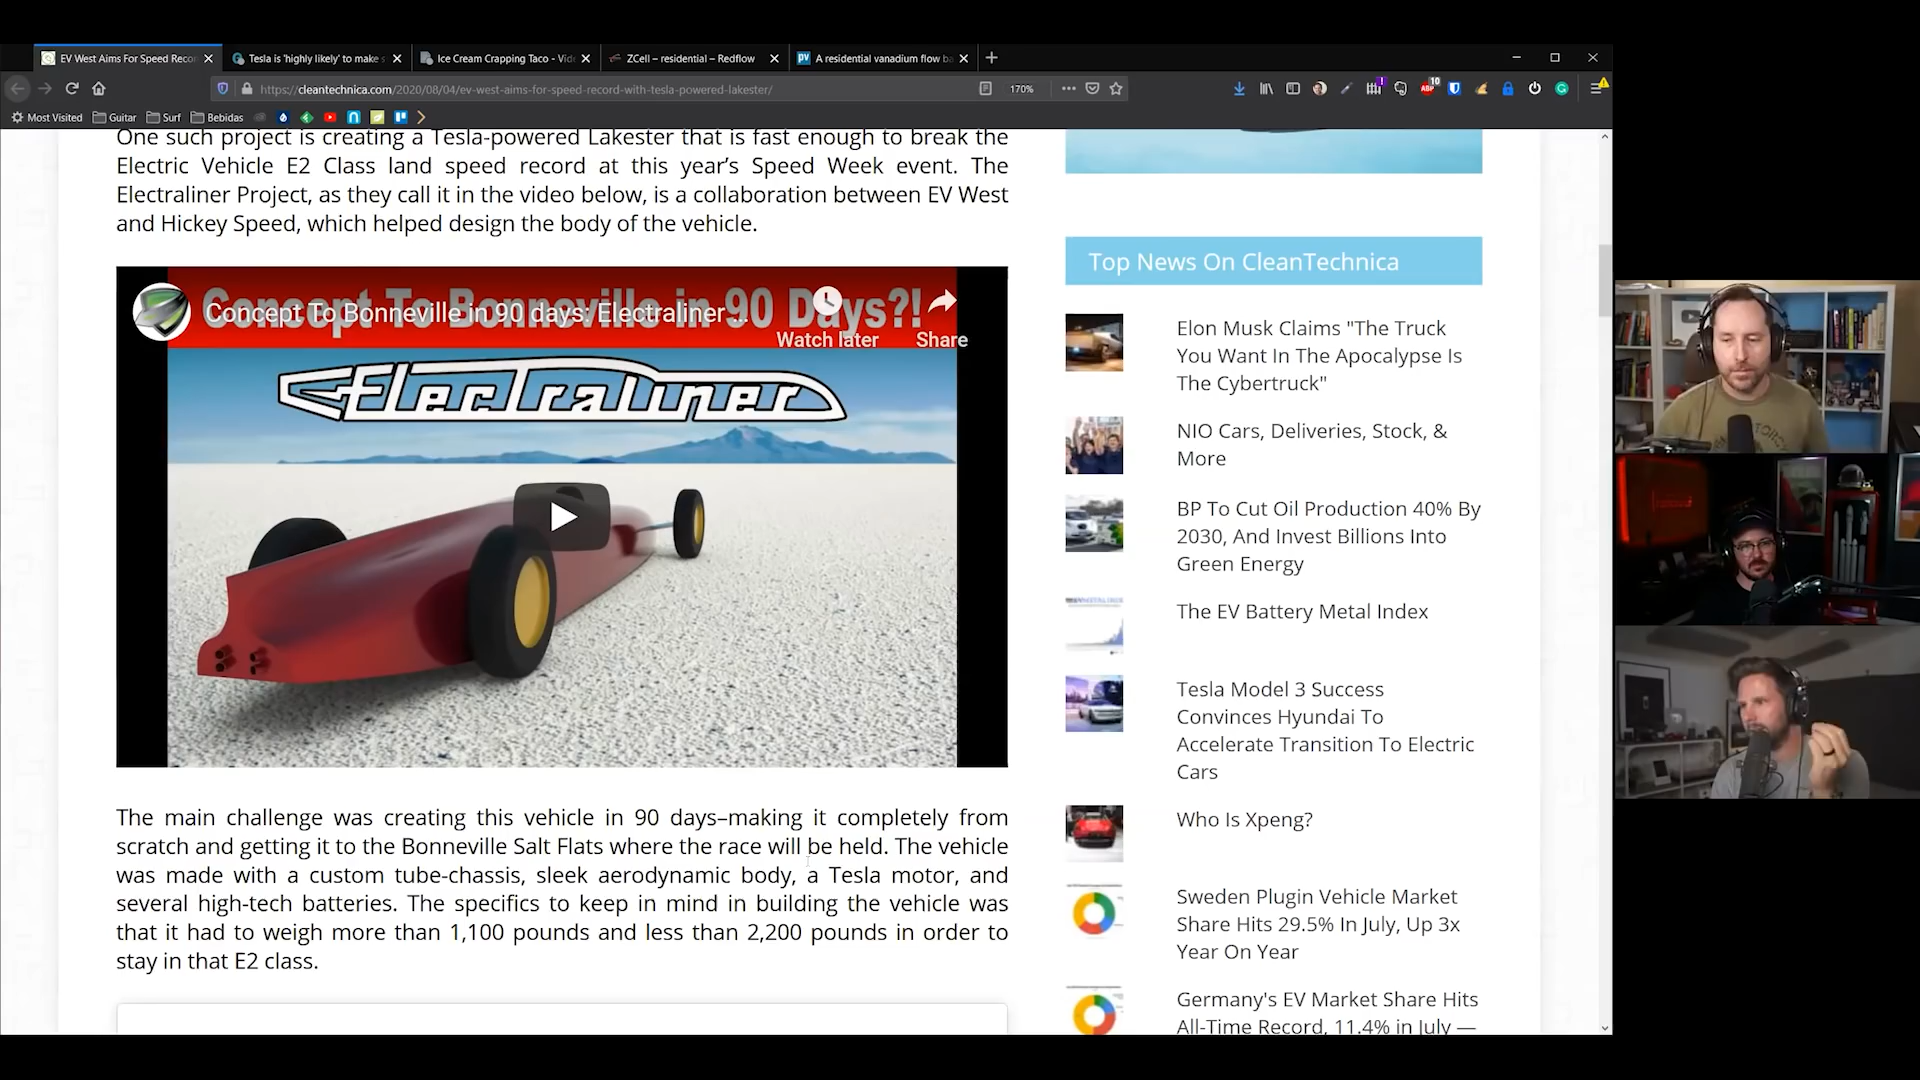 EV West Aims For Speed Reco
Tesla is 'highly likely' to make s
Ice Cream Crapping Taco - Vide
ZCell – residential – Redflow
PV
A residential vanadium flow ba
https://cleantechnica.com/2020/08/04/ev-west-aims-for-speed-record-with-tesla-powered-lakester/
170%
10
ABP
Most Visited
Guitar
Surf
Bebidas
One such project is creating a Tesla-powered Lakester that is fast enough to break the
Electric Vehicle E2 Class land speed record at this year's Speed Week event. The
Electraliner Project, as they call it in the video below, is a collaboration between EV West
and Hickey Speed, which helped design the body of the vehicle.
Concept To Bonneville in 90 Days?!
Concept To Bonneville in 90 days: Electraliner ...
Watch later
Share
Electraliner
The main challenge was creating this vehicle in 90 days–making it completely from
scratch and getting it to the Bonneville Salt Flats where the race will be held. The vehicle
was made with a custom tube-chassis, sleek aerodynamic body, a Tesla motor, and
several high-tech batteries. The specifics to keep in mind in building the vehicle was
that it had to weigh more than 1,100 pounds and less than 2,200 pounds in order to
stay in that E2 class.
Top News On CleanTechnica
Elon Musk Claims "The Truck
You Want In The Apocalypse Is
The Cybertruck"
NIO Cars, Deliveries, Stock, &
More
BP To Cut Oil Production 40% By
2030, And Invest Billions Into
Green Energy
The EV Battery Metal Index
Tesla Model 3 Success
Convinces Hyundai To
Accelerate Transition To Electric
Cars
Who Is Xpeng?
Sweden Plugin Vehicle Market
Share Hits 29.5% In July, Up 3x
Year On Year
Germany's EV Market Share Hits
All-Time Record, 11.4% in July —